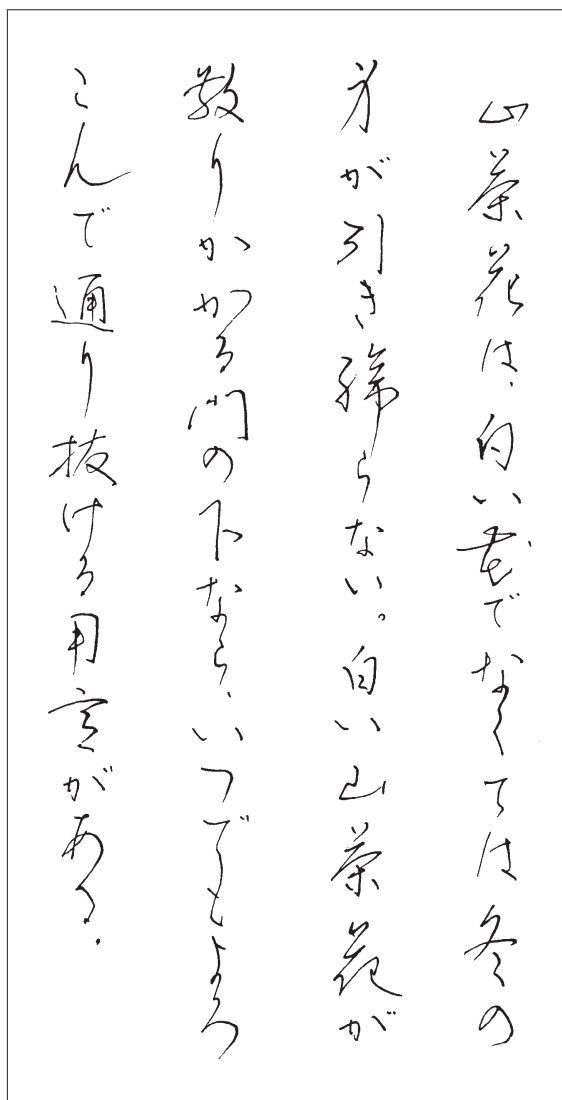 山茶花は、白い花でなくては冬の
身が引き締らない。白い山茶花が
散りかかる門の下なら、いつでもよろ
こんで通り抜ける用意がある。